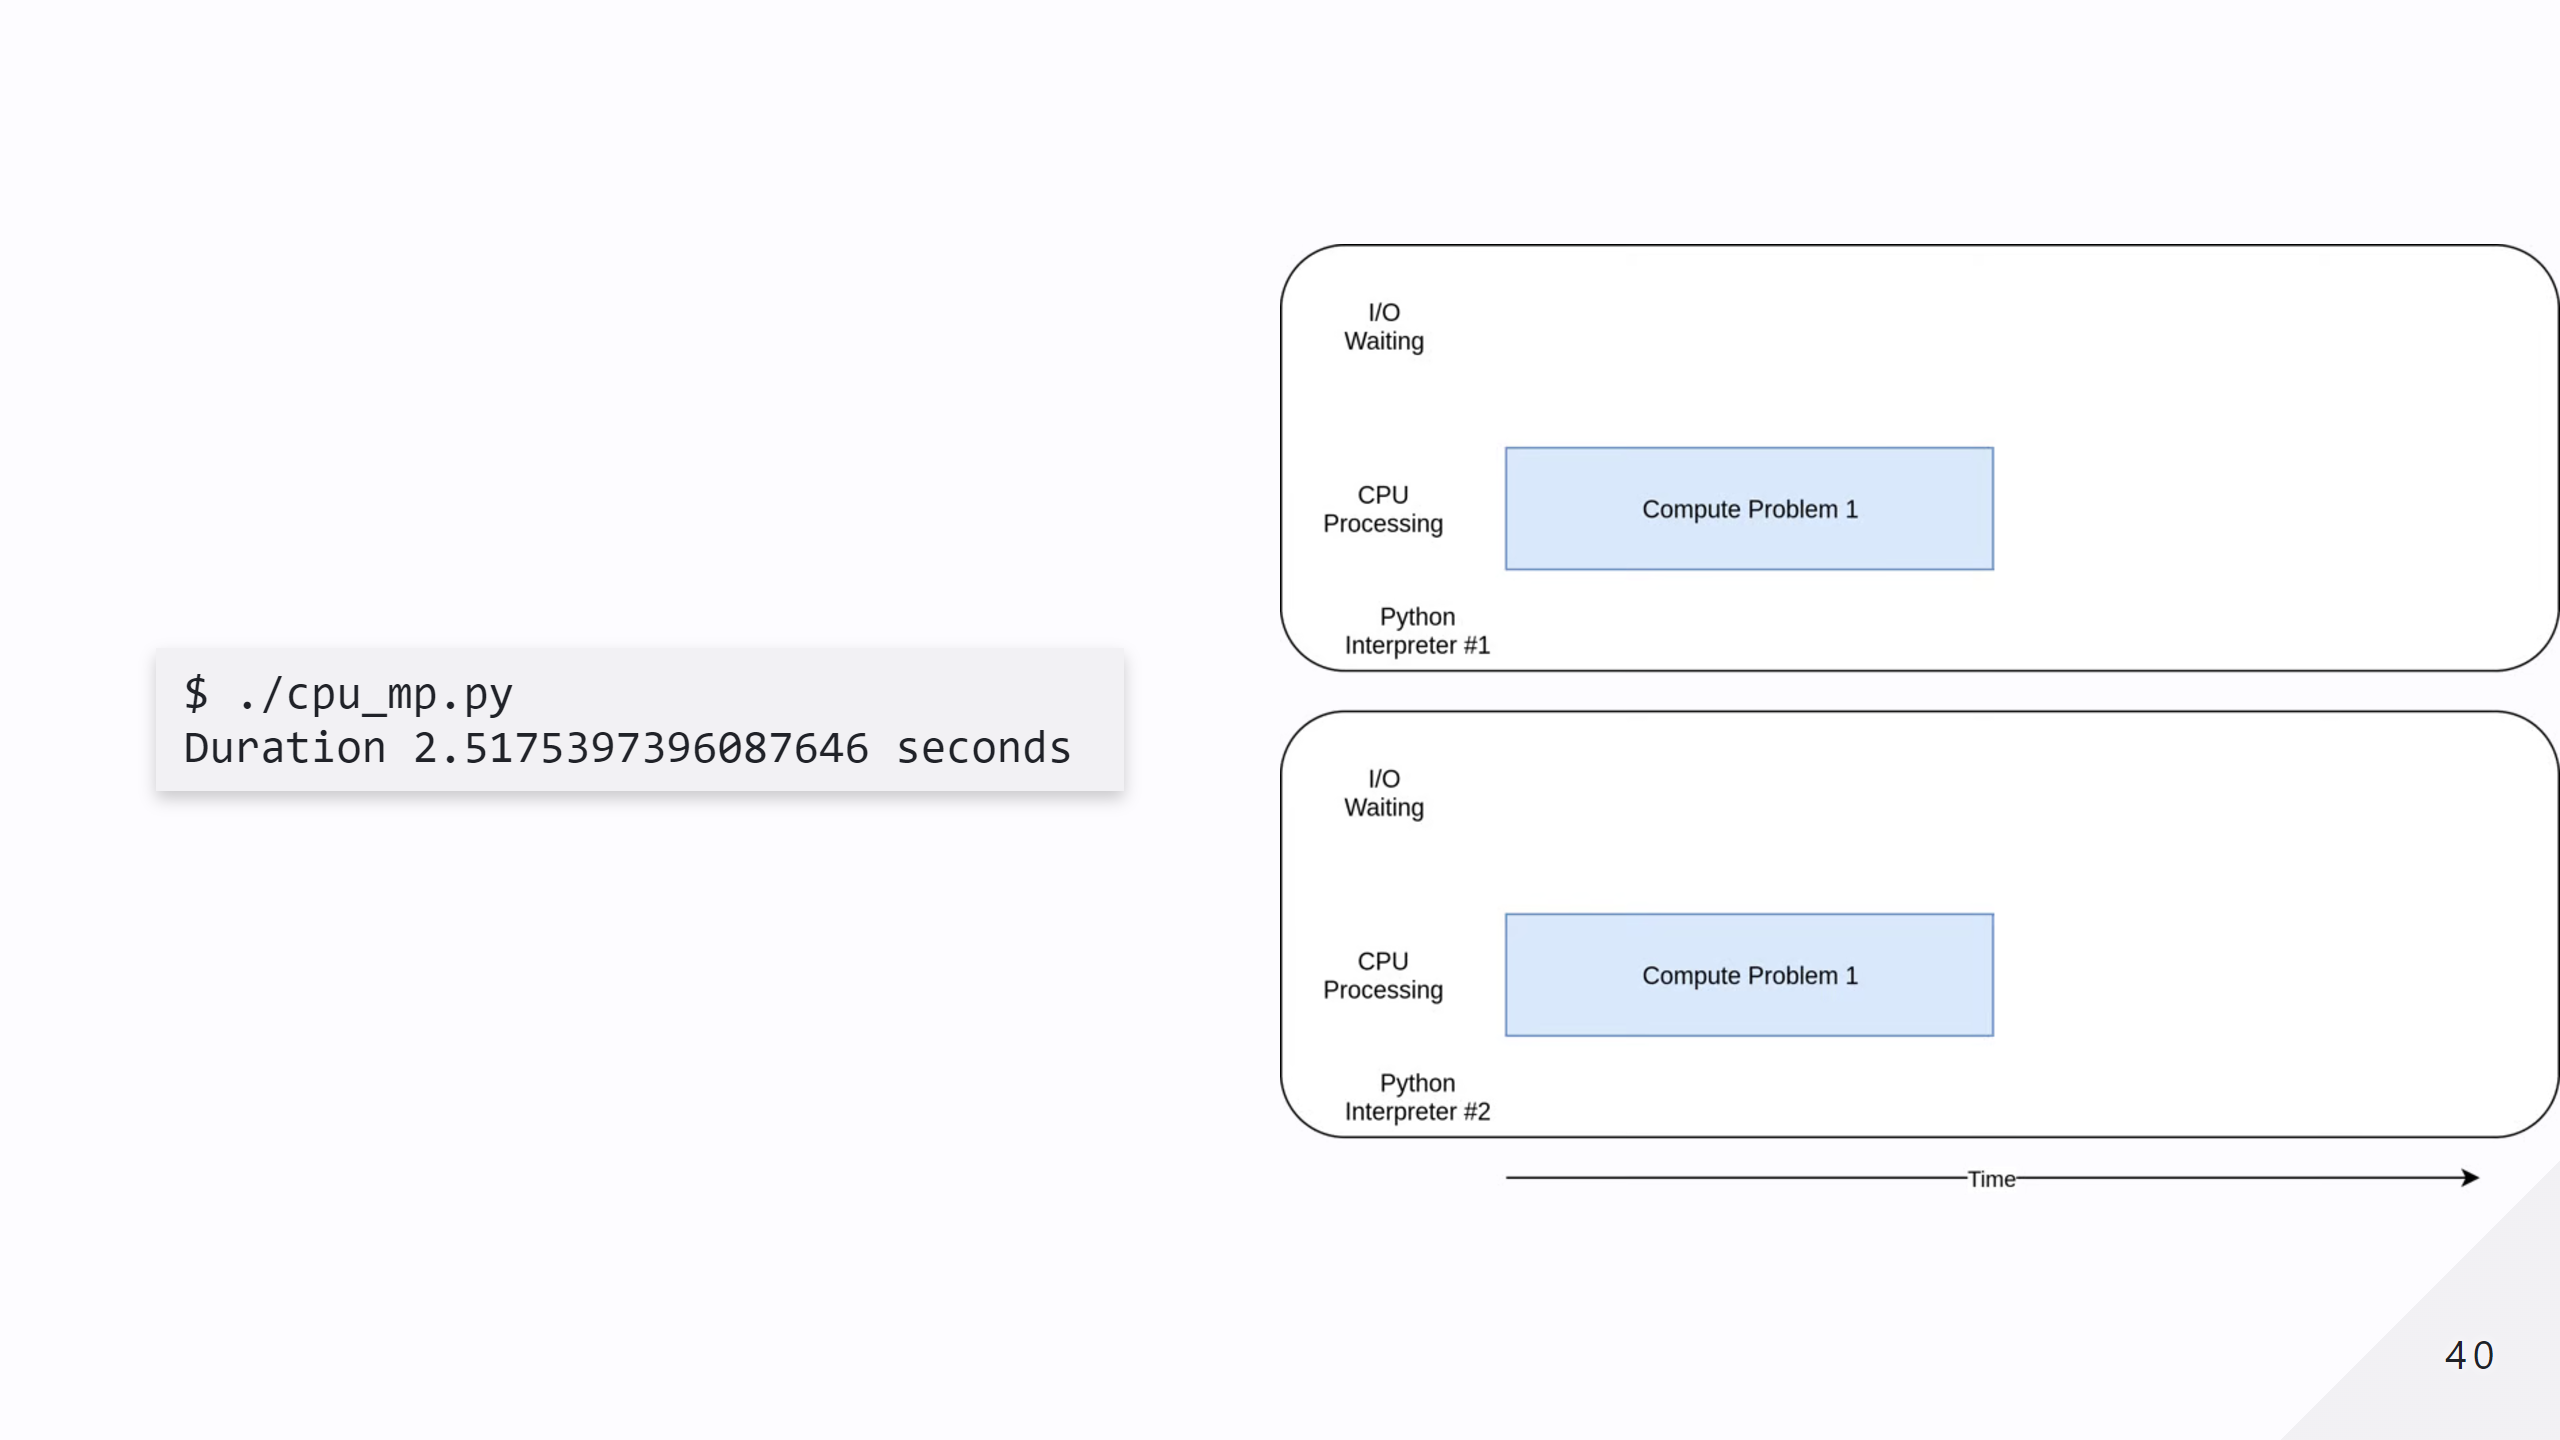 $ ./cpu_mp.py
Duration 2.5175397396087646 seconds
I/O
Waiting
CPU
Processing
Compute Problem 1
Python
Interpreter #1
I/O
Waiting
CPU
Processing
Compute Problem 1
Python
Interpreter #2
Time
40